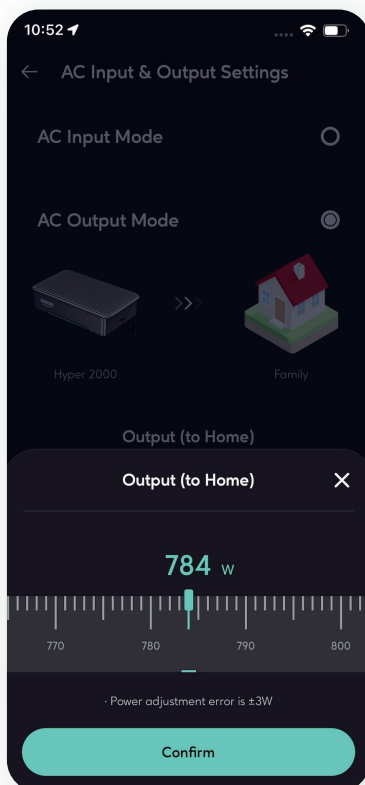 10:52
AC Input & Output Settings
AC Input Mode
AC Output Mode
Hyper 2000
Family
Output (to Home)
Output (to Home)
784 W
770 780 790 800
· Power adjustment error is ±3W
Confirm